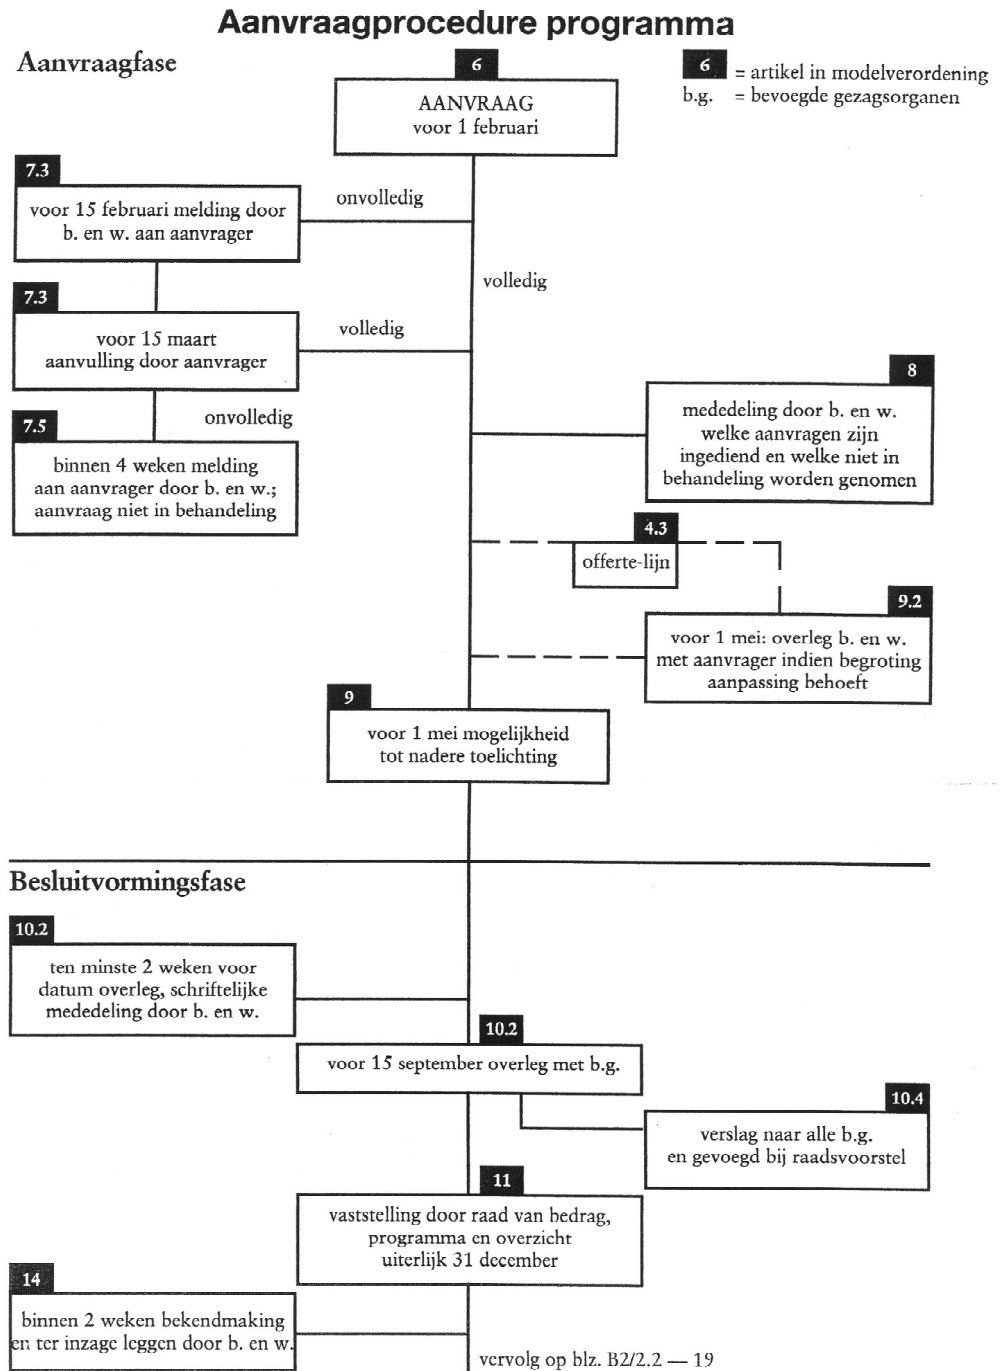 Aanvraagprocedure programma
Aanvraagfase
6
= artikel in modelverordening
b.g. = bevoegde gezagsorganen
6
AANVRAAG
voor 1 februari
7.3
voor 15 februari melding door
b. en w. aan aanvrager
onvolledig
volledig
7.3
voor 15 maart
aanvulling door aanvrager
volledig
onvolledig
7.5
binnen 4 weken melding
aan aanvrager door b. en w.;
aanvraag niet in behandeling
8
mededeling door b. en w.
welke aanvragen zijn
ingediend en welke niet in
behandeling worden genomen
4.3
offerte-lijn
9.2
voor 1 mei: overleg b. en w.
met aanvrager indien begroting
aanpassing behoeft
9
voor 1 mei mogelijkheid
tot nadere toelichting
Besluitvormingsfase
10.2
ten minste 2 weken voor
datum overleg, schriftelijke
mededeling door b. en w.
10.2
voor 15 september overleg met b.g.
10.4
verslag naar alle b.g.
en gevoegd bij raadsvoorstel
11
vaststelling door raad van bedrag,
programma en overzicht
uiterlijk 31 december
14
binnen 2 weken bekendmaking
en ter inzage leggen door b. en w.
vervolg op blz. B2/2.2 — 19